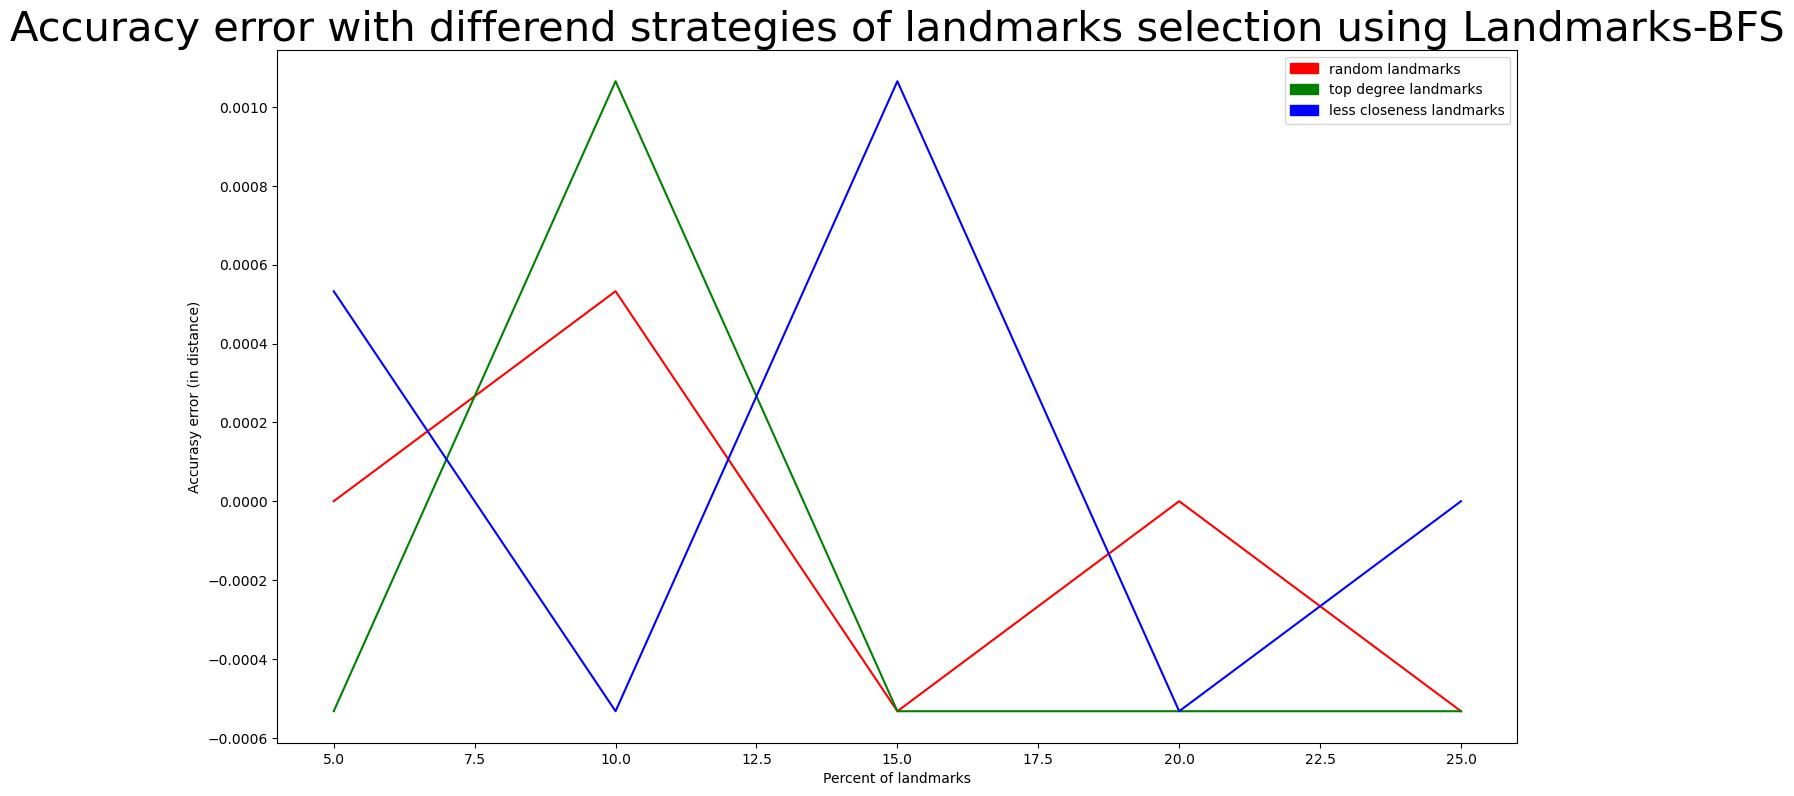 Accuracy error with differend strategies of landmarks selection using Landmarks-BFS
random landmarks
top degree landmarks
less closeness landmarks
0.0010
0.0008
0.0006
0.0004
0.0002
0.0000
−0.0002
−0.0004
−0.0006
Accurasy error (in distance)
5.0 7.5 10.0 12.5 15.0 17.5 20.0 22.5 25.0
Percent of landmarks